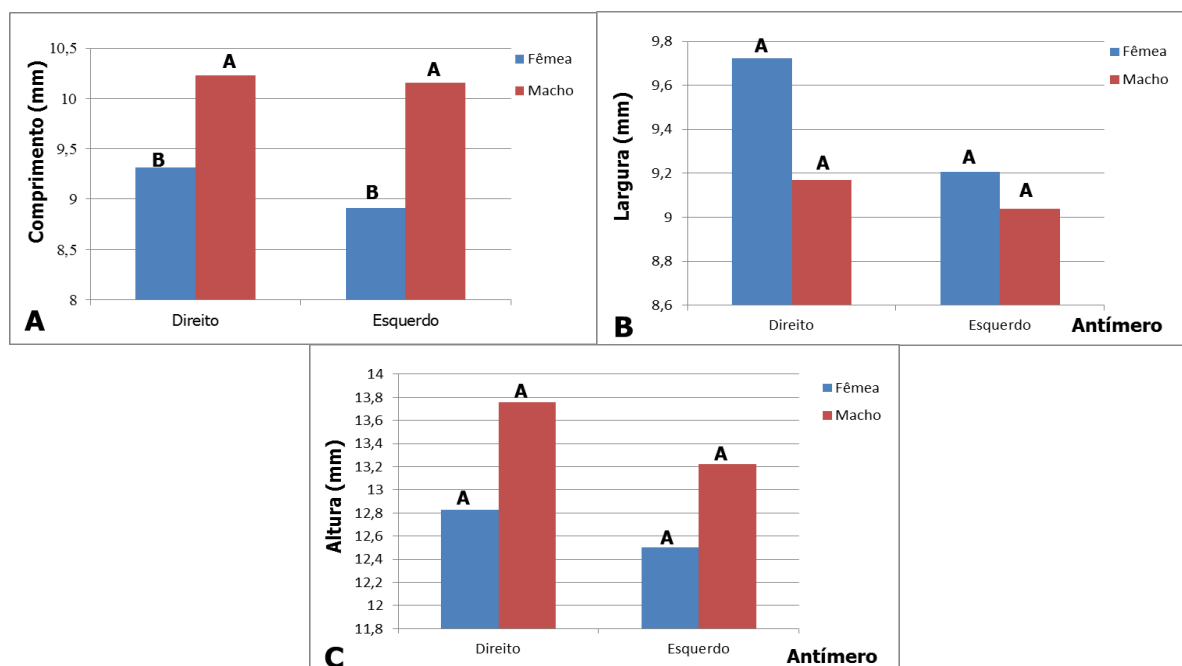 10,5
10
9,5
9
8,5
8
Comprimento (mm)
A
A
B
B
Fêmea
Macho
Direito
Esquerdo
A
9,8
9,6
9,4
9,2
9
8,8
8,6
Largura (mm)
A
A
A
A
Fêmea
Macho
Direito
Esquerdo
Antímero
B
14
13,8
13,6
13,4
13,2
13
12,8
12,6
12,4
12,2
12
11,8
Altura (mm)
A
A
A
A
Fêmea
Macho
Direito
Esquerdo
Antímero
C